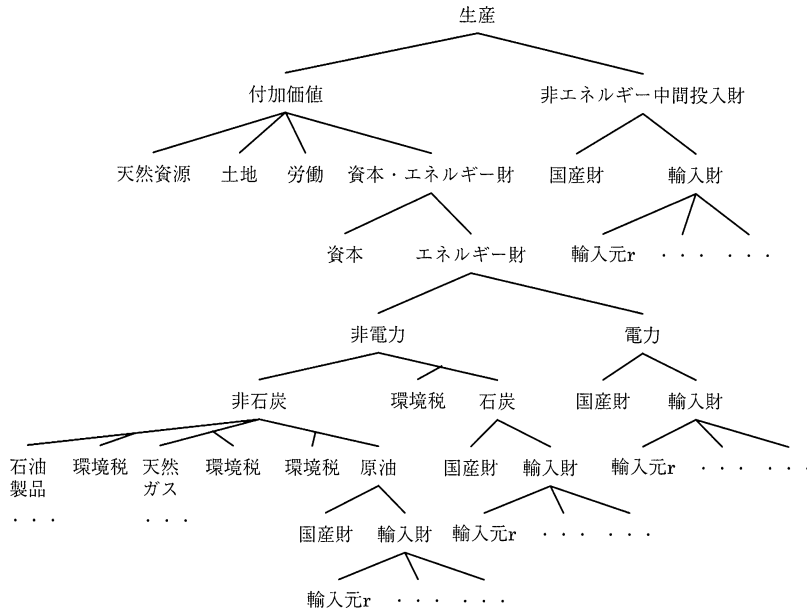 生産
付加価値 非エネルギー中間投入財
天然資源 土地 労働 資本・エネルギー財 国産財 輸入財
資本 エネルギー財 輸入元r ・・・ ・・・
非電力 電力
非石炭 環境税 石炭 国産財 輸入財
石油 環境税 天然 環境税 環境税 原油 国産財 輸入財 輸入元r ・・・ ・・・
製品 ガス
・・・ ・・・ 国産財 輸入財 輸入元r ・・・ ・・・
輸入元r ・・・ ・・・